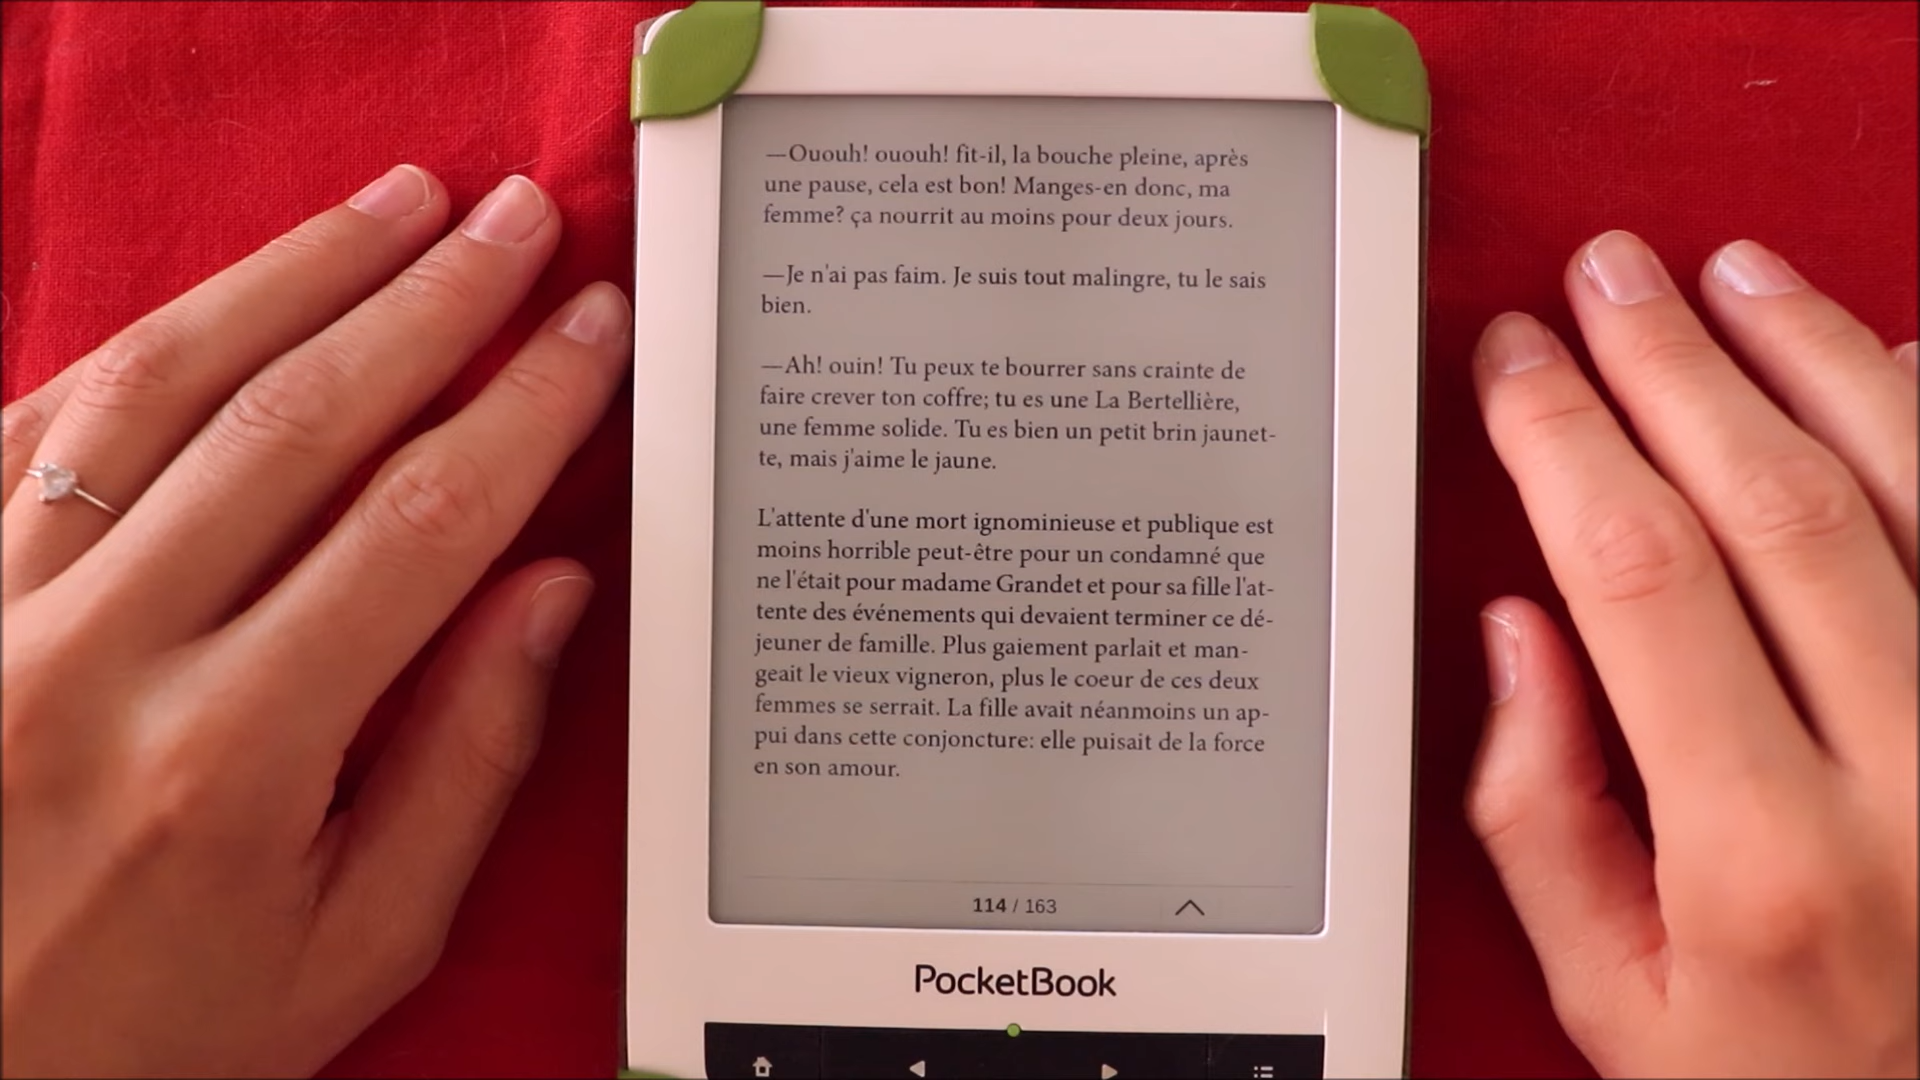 —Ououh! ououh! fit-il, la bouche pleine, après
une pause, cela est bon! Manges-en donc, ma
femme? ça nourrit au moins pour deux jours.
—Je n'ai pas faim. Je suis tout malingre, tu le sais
bien.
—Ah! ouin! Tu peux te bourrer sans crainte de
faire crever ton coffre; tu es une La Bertellière,
une femme solide. Tu es bien un petit brin jaunet-
te, mais j'aime le jaune.
L'attente d'une mort ignominieuse et publique est
moins horrible peut-être pour un condamné que
ne l'était pour madame Grandet et pour sa fille l'at-
tente des événements qui devaient terminer ce dé-
jeuner de famille. Plus gaiement parlait et man-
geait le vieux vigneron, plus le coeur de ces deux
femmes se serrait. La fille avait néanmoins un ap-
pui dans cette conjoncture: elle puisait de la force
en son amour.
114 / 163
PocketBook